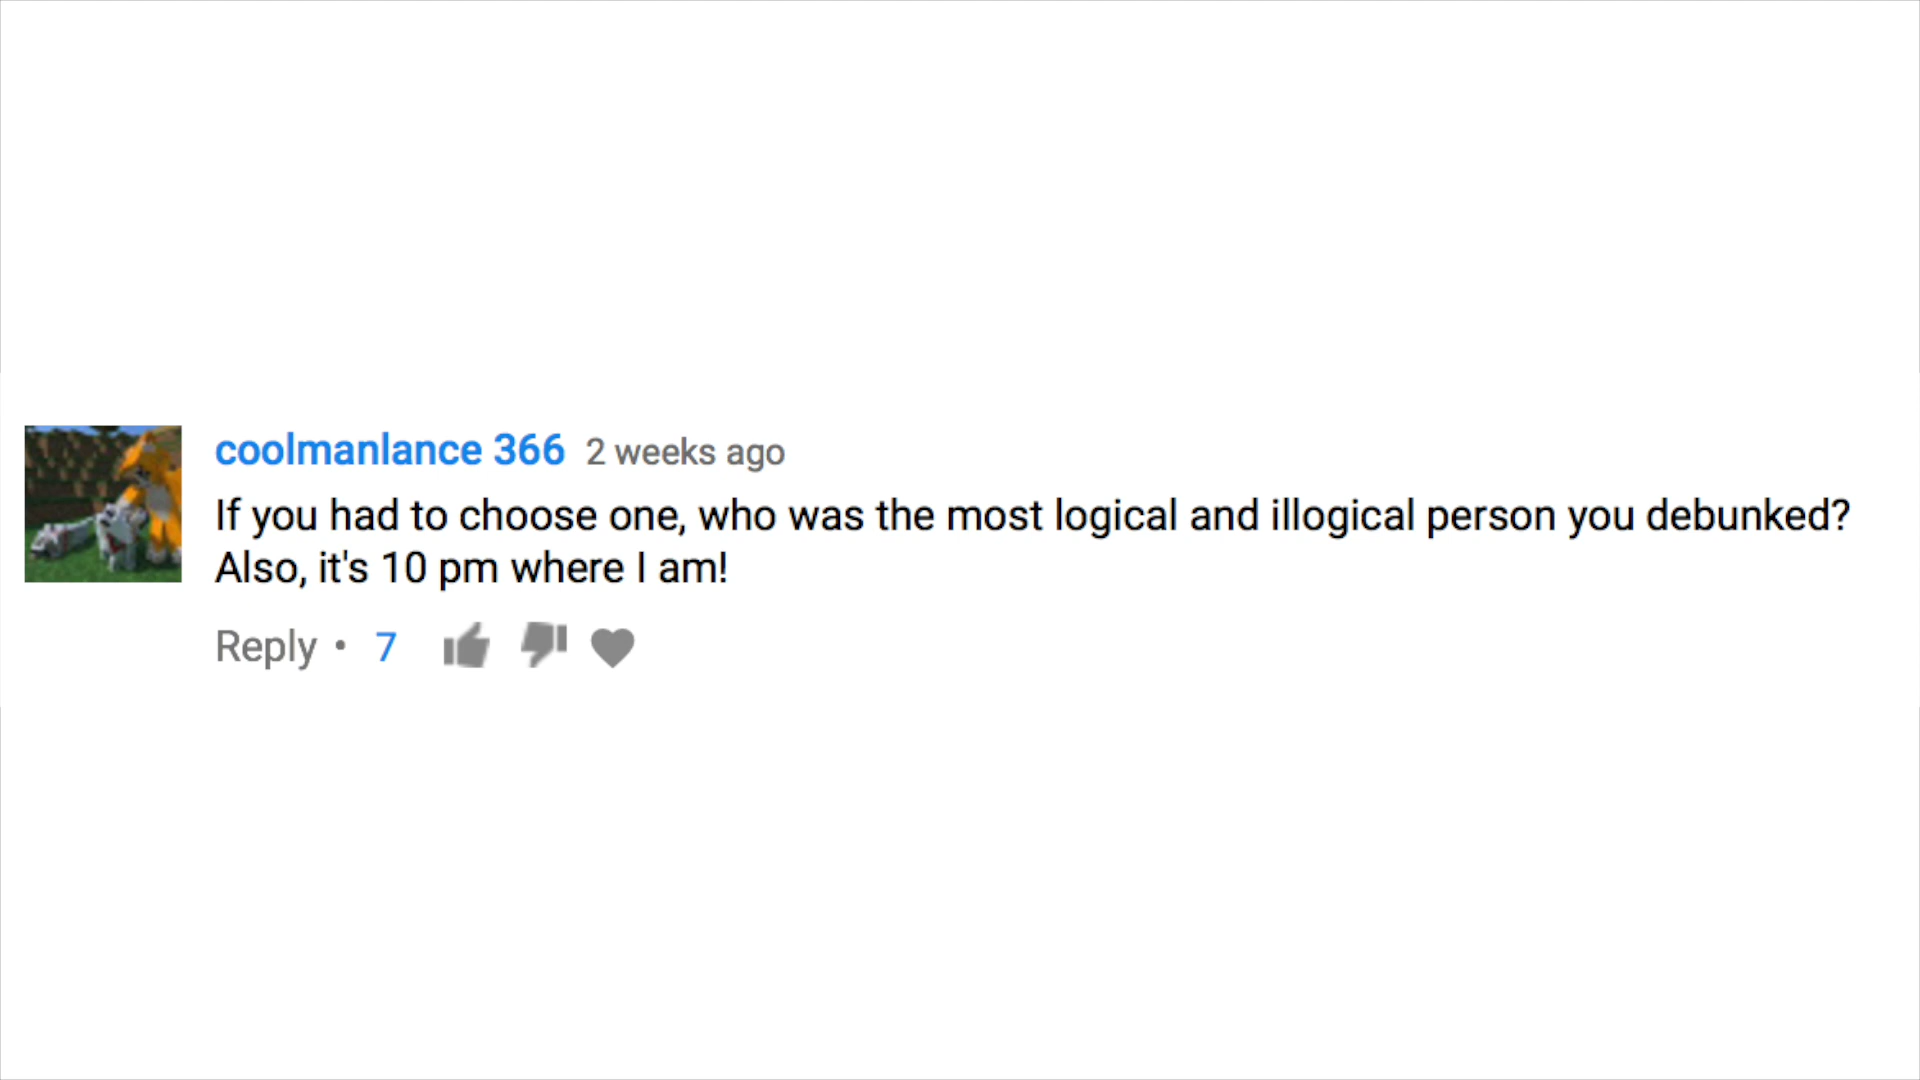 coolmanlance 366 2 weeks ago
If you had to choose one, who was the most logical and illogical person you debunked?
Also, it's 10 pm where I am!
Reply • 7